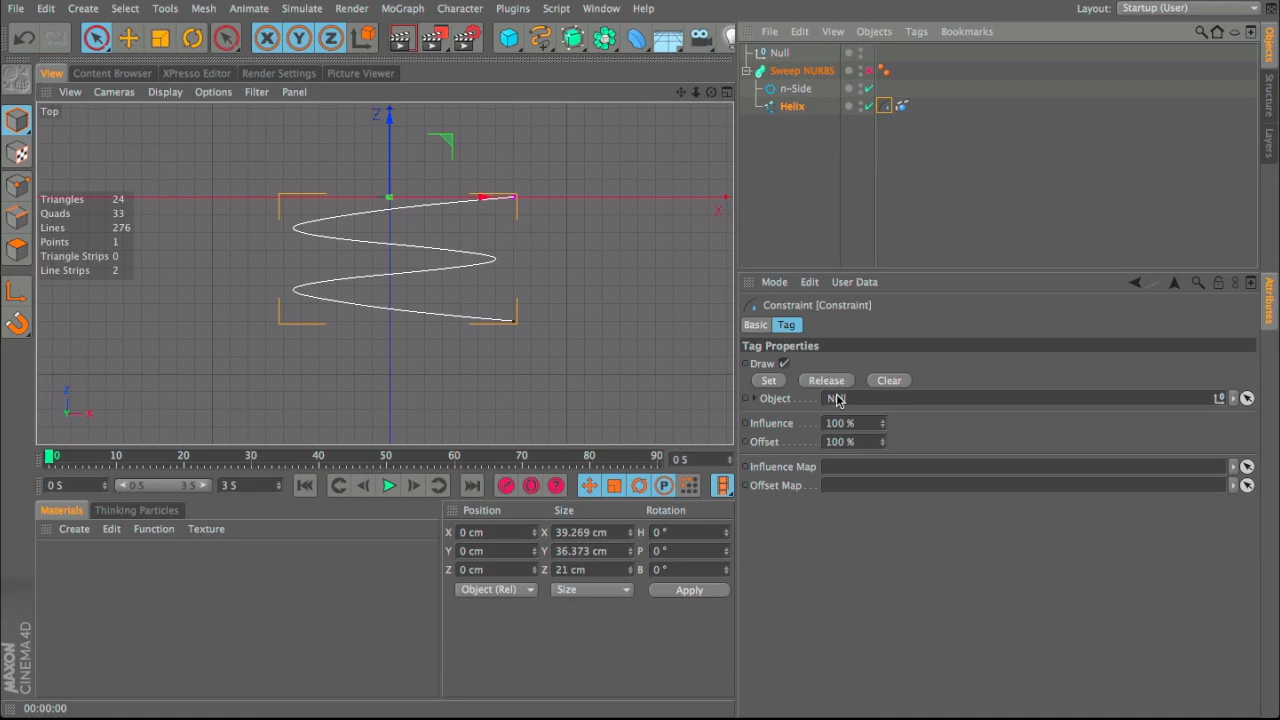 File Edit Create Select Tools Mesh Animate Simulate Render MoGraph Character Plugins Script Window Help Layout: Startup (User)
X Y Z
File Edit View Objects Tags Bookmarks
Null
Sweep NURBS
n-Side
Helix
View Content Browser XPresso Editor Render Settings Picture Viewer
View Cameras Display Options Filter Panel
Top
Z
Triangles 24
Quads 33
Lines 276
Points 1
Triangle Strips 0
Line Strips 2
X
Z
Y X
Objects
Structure
Layers
Attributes
Mode Edit User Data
Constraint [Constraint]
Basic Tag
Tag Properties
Draw
Set Release Clear
Object . . . . .
Influence . . . . 100 %
Offset . . . . . . 100 %
Influence Map
Offset Map . . .
0 10 20 30 40 50 60 70 80 90 0 S
0 S 0 S 3 S 3 S
P
Materials Thinking Particles
Create Edit Function Texture
Position Size Rotation
X 0 cm X 39.269 cm H 0 °
Y 0 cm Y 36.373 cm P 0 °
Z 0 cm Z 21 cm B 0 °
Object (Rel) Size Apply
MAXON
CINEMA 4D
00:00:00